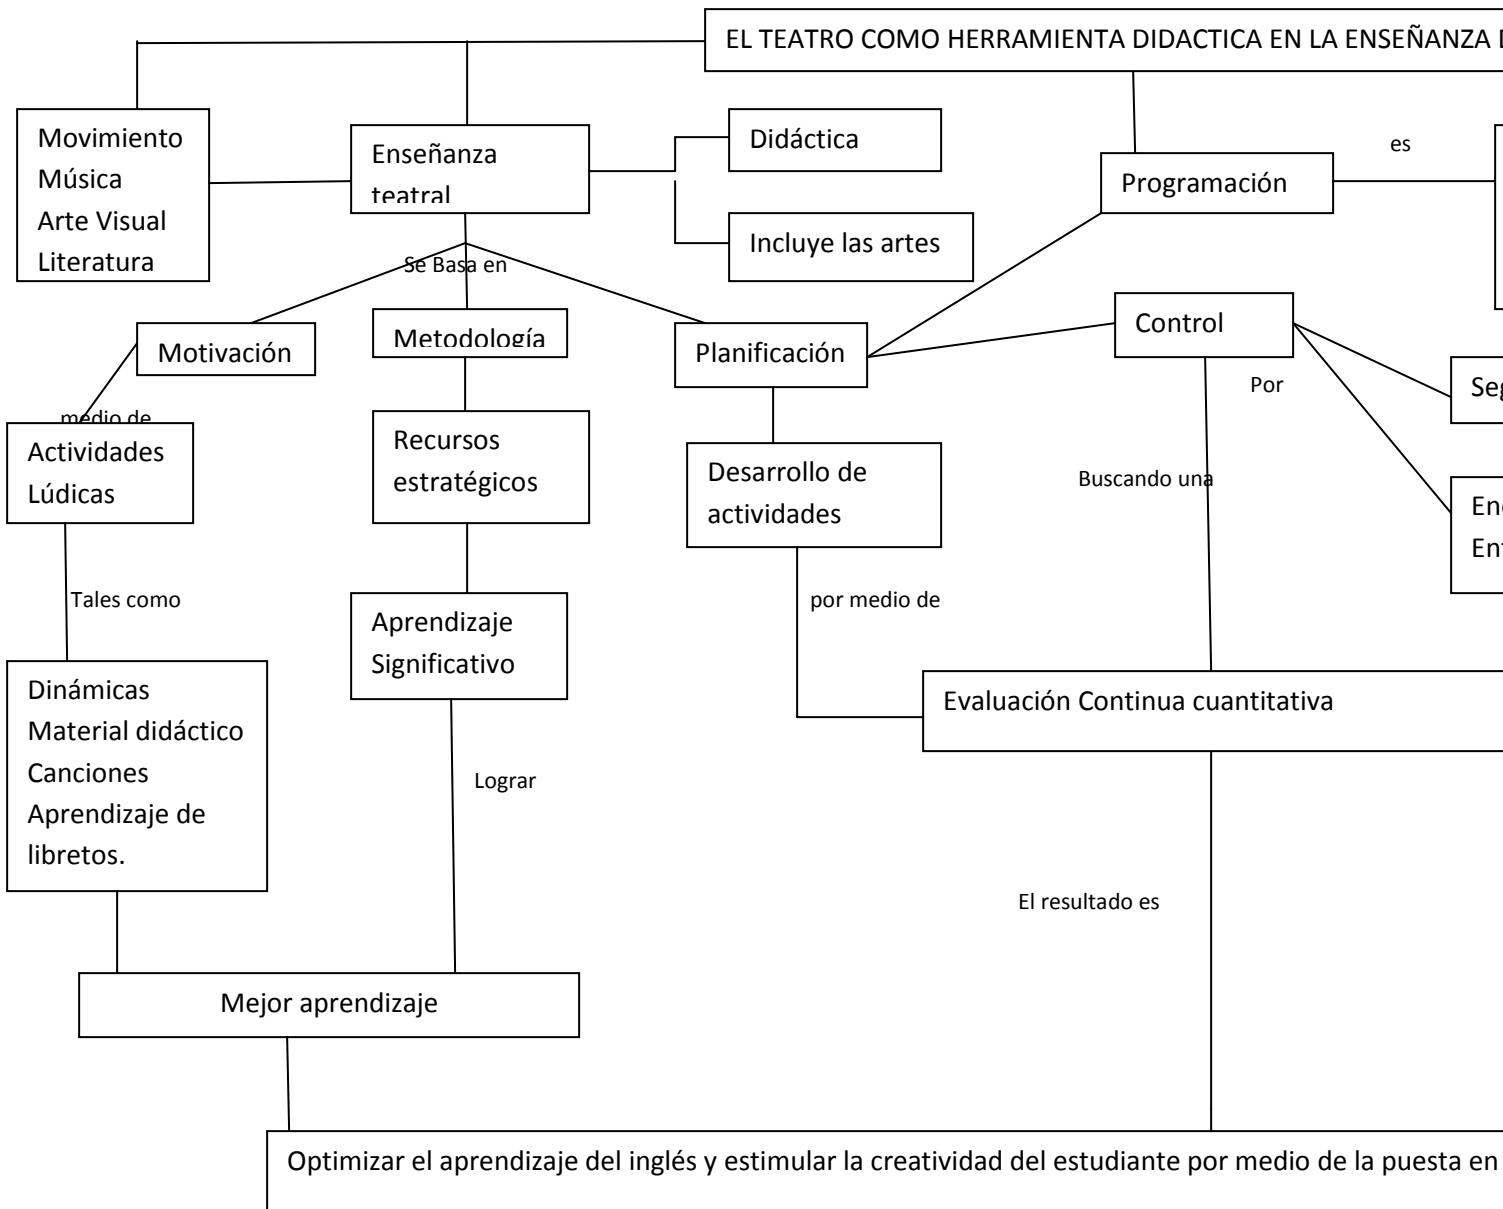 EL TEATRO COMO HERRAMIENTA DIDACTICA EN LA ENSEÑANZA
Movimiento
Música
Arte Visual
Literatura
Enseñanza
teatral
Didáctica
Incluye las artes
Programación
es
Se Basa en
Motivación
Metodología
Planificación
Control
Por
medio de
Actividades
Lúdicas
Recursos
estratégicos
Desarrollo de
actividades
Buscando una
Tales como
Aprendizaje
Significativo
por medio de
Dinámicas
Material didáctico
Canciones
Aprendizaje de
libretos.
Evaluación Continua cuantitativa
Lograr
El resultado es
Mejor aprendizaje
Optimizar el aprendizaje del inglés y estimular la creatividad del estudiante por medio de la puesta en